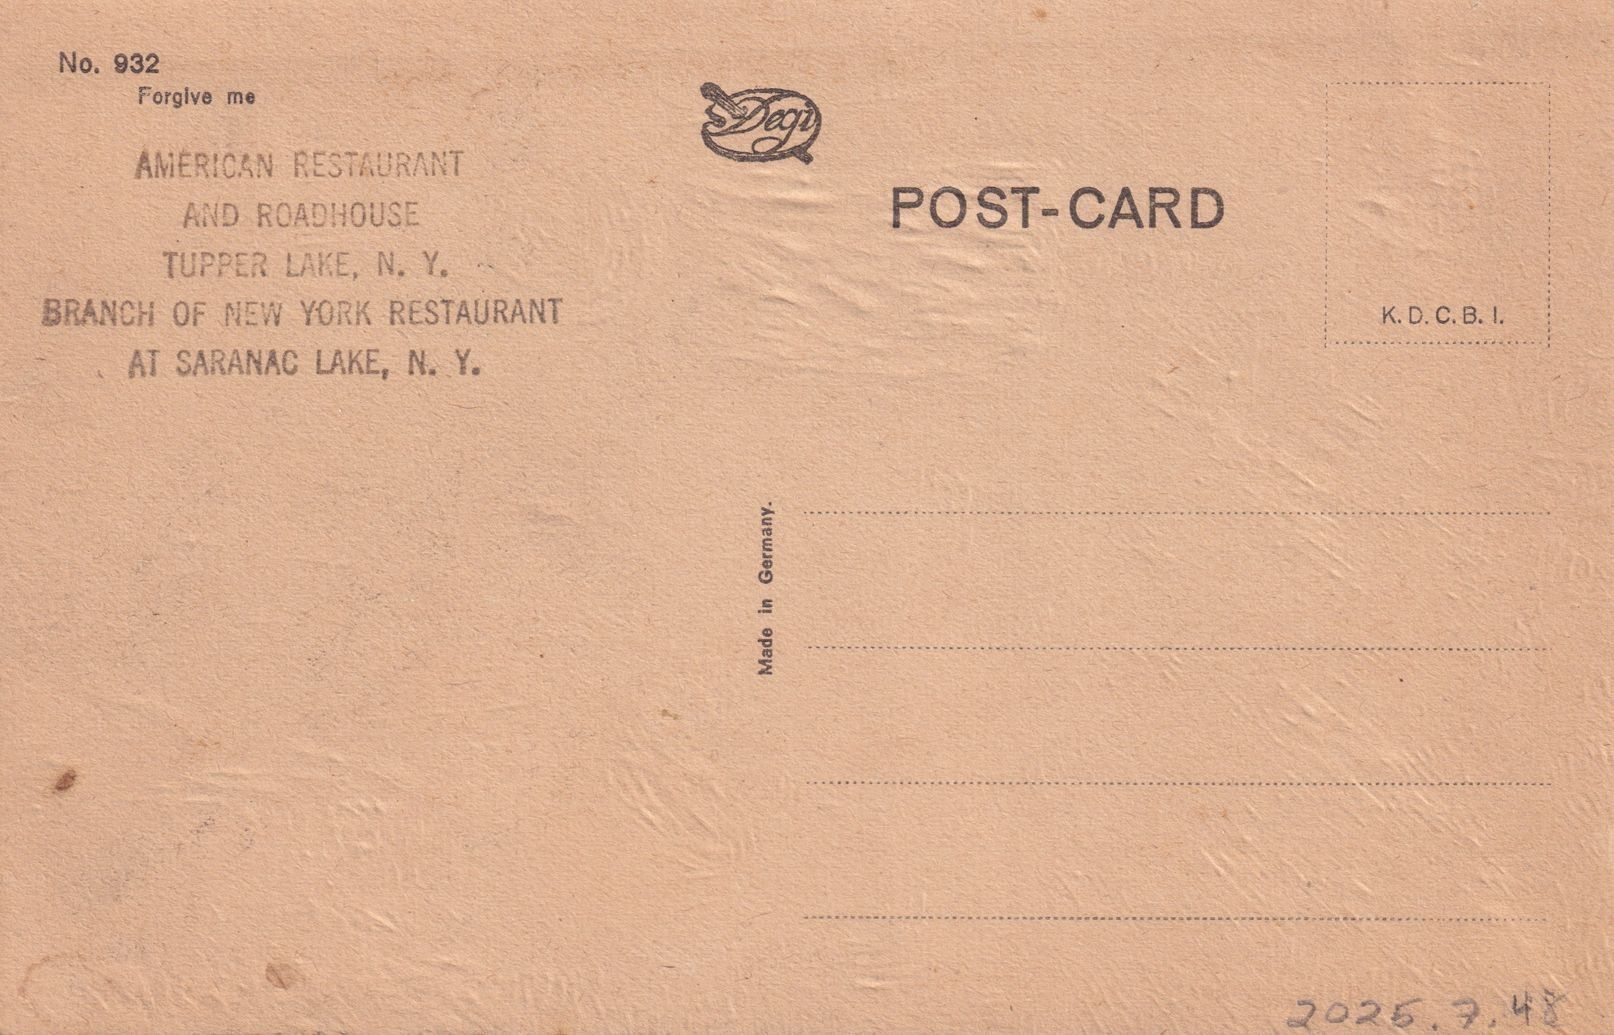 No. 932
Forgive me
AMERICAN RESTAURANT
AND ROADHOUSE
TUPPER LAKE, N. Y.
BRANCH OF NEW YORK RESTAURANT
AT SARANAC LAKE, N. Y.
Degi
POST-CARD
K. D. C. B. I.
Made in Germany.
2025.7.48